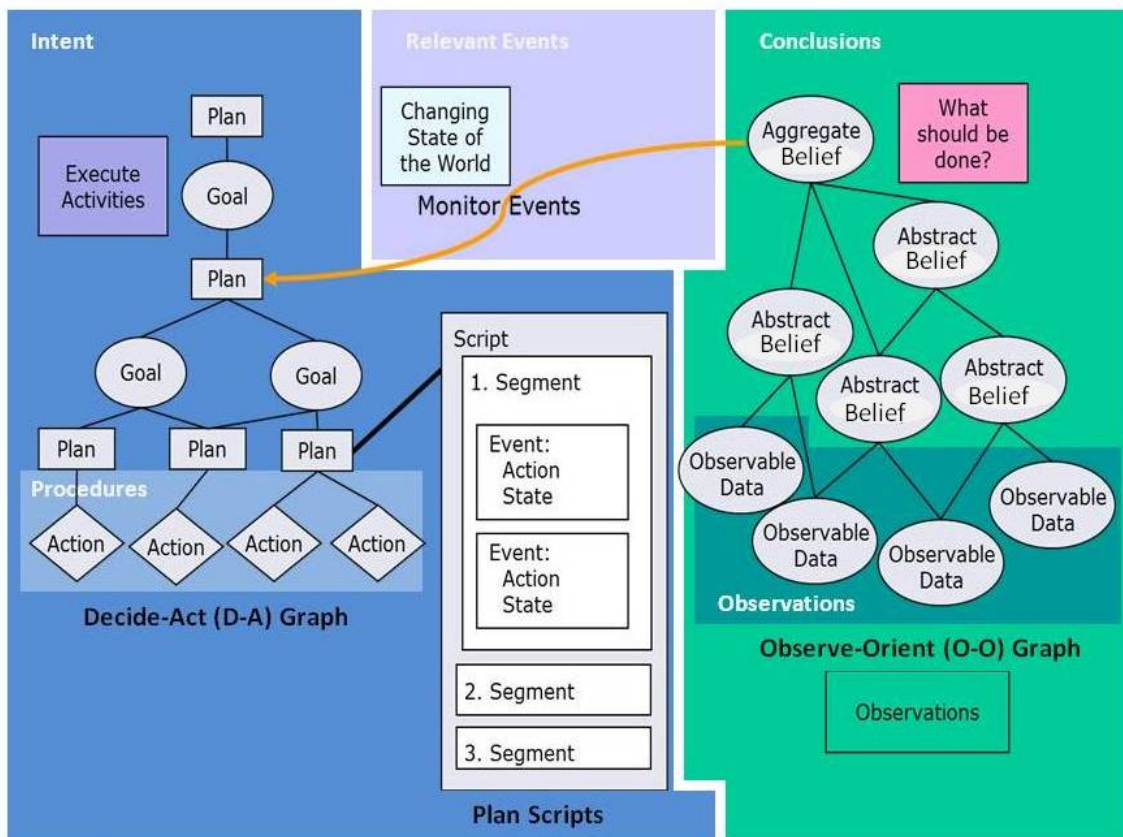 Intent
Plan
Execute
Activities
Goal
Plan
Goal
Goal
Plan
Plan
Plan
Procedures
Action
Action
Action
Action
Decide-Act (D-A) Graph
Relevant Events
Changing
State of
the World
Monitor Events
Script
1. Segment
Event:
Action
State
Event:
Action
State
2. Segment
3. Segment
Plan Scripts
Conclusions
Aggregate
Belief
What
should be
done?
Abstract
Belief
Abstract
Belief
Abstract
Belief
Abstract
Belief
Observable
Data
Observable
Data
Observable
Data
Observable
Data
Observations
Observe-Orient (O-O) Graph
Observations